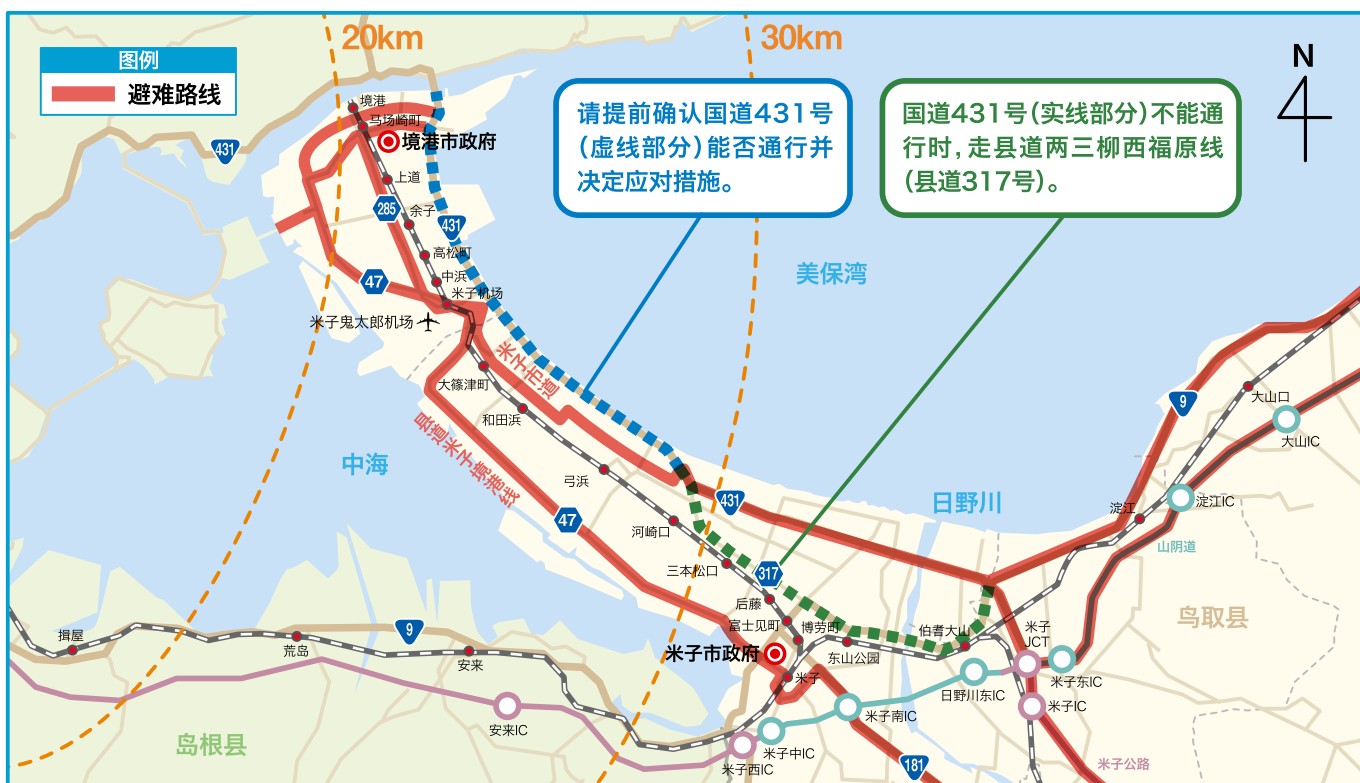 20km
30km
图例
避难路线
N
请提前确认国道431号
（虚线部分）能否通行并
决定应对措施。
国道431号（实线部分）不能通
行时，走县道两三柳西福原线
（县道317号）。
境港
马场崎町
境港市政府
431
上道
285
余子
431
高松町
中浜
47
米子机场
米子鬼太郎机场
美保湾
米子市道
大篠津町
和田浜
县道米子境港线
中海
弓浜
47
河崎口
三本松口
431
日野川
317
后藤
富士见町
博劳町
米子市政府
东山公园
伯耆大山
米子
米子
JCT
米子东IC
日野川东IC
米子IC
米子南IC
米子中IC
米子西IC
181
米子公路
9
大山口
大山IC
淀江
淀江IC
山阴道
鸟取县
揖屋
荒岛
9
安来
安来IC
岛根县